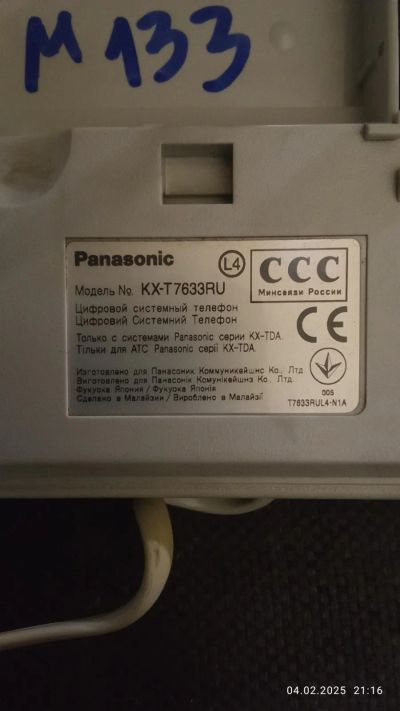 М 133
Panasonic
L4
ССС
Минсвязи России
Модель №. KX-T7633RU
Цифровой системный телефон
Цифровий Системний Телефон
CE
Только с системами Panasonic серии KX-TDA
Тільки для АТС Panasonic серії KX-TDA
Изготовлено для Панасоник Коммуникейшнс Ко., Лтд
Виготовлено для Панасонік Комунікейшнз Ко., Лтд.
Фукуока Япония / Фукуока Японія
Сделано в Малайзии / Вироблено в Малайзії
005
T7633RUL4-N1A
04.02.2025 21:16